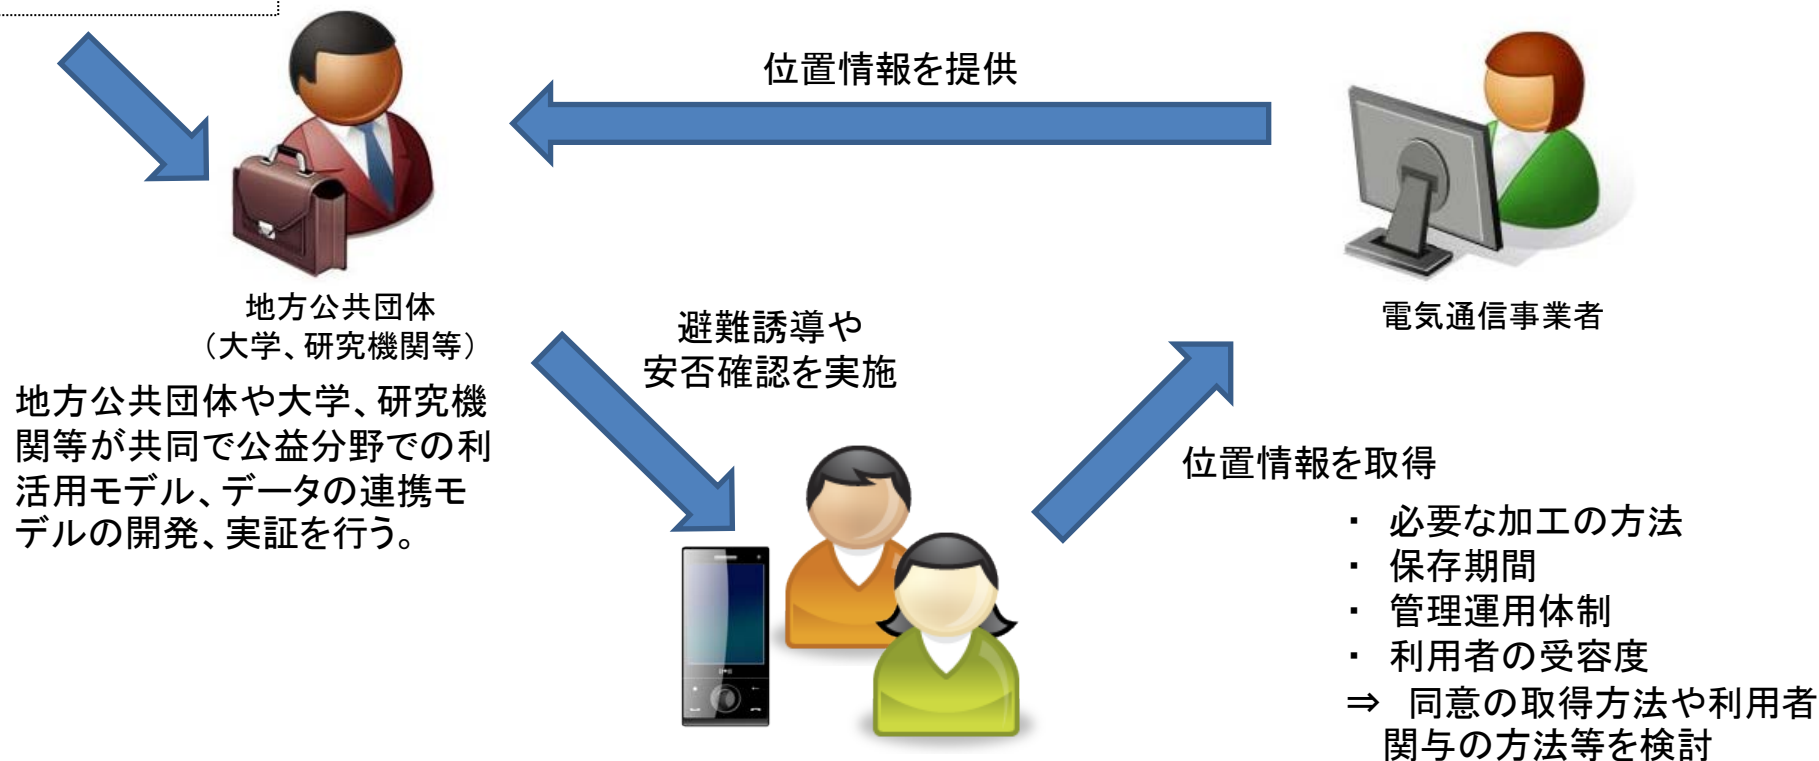 位置情報を提供
地方公共団体
（大学、研究機関等）
電気通信事業者
避難誘導や
安否確認を実施
地方公共団体や大学、研究機
関等が共同で公益分野での利
活用モデル、データの連携モ
デルの開発、実証を行う。
位置情報を取得
・ 必要な加工の方法
・ 保存期間
・ 管理運用体制
・ 利用者の受容度
⇒ 同意の取得方法や利用者
関与の方法等を検討